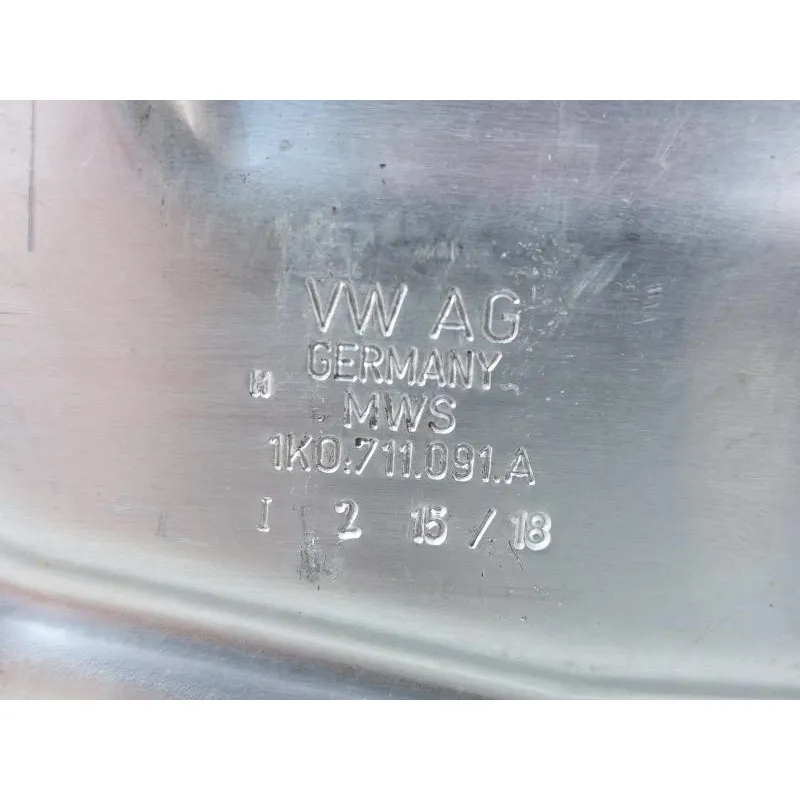 VW AG
GERMANY
H MWS
1K0.711.091.A
I 2 15/18